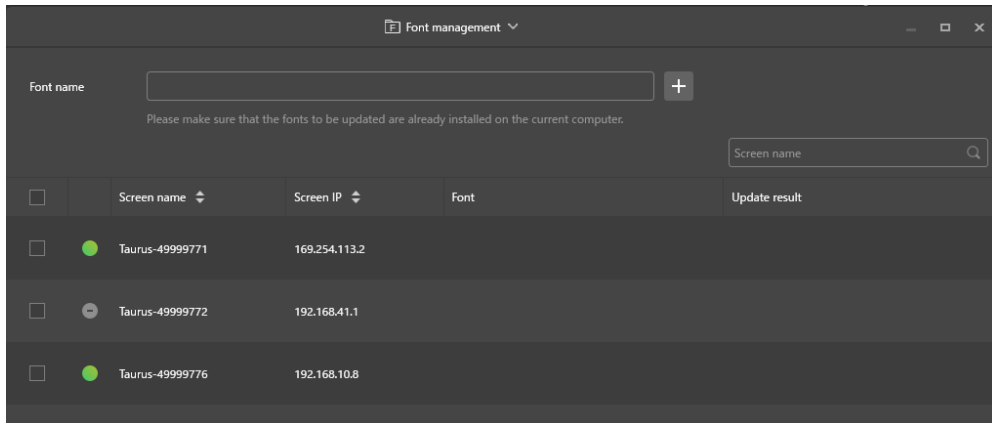 Font management
Font name
Please make sure that the fonts to be updated are already installed on the current computer.
Screen name
Screen name Screen IP Font Update result
Taurus-49999771 169.254.113.2
Taurus-49999772 192.168.41.1
Taurus-49999776 192.168.10.8